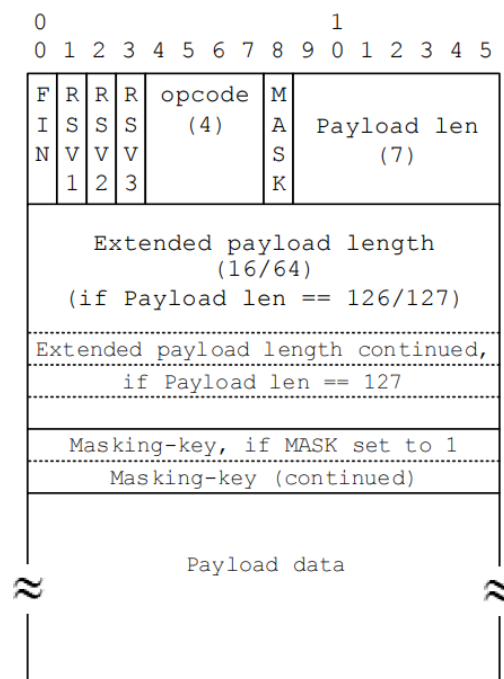 0 1
0 1 2 3 4 5 6 7 8 9 0 1 2 3 4 5
F R R R opcode M
I S S S (4) A Payload len
N V V V S (7)
1 2 3 K
Extended payload length
(16/64)
(if Payload len == 126/127)
Extended payload length continued,
if Payload len == 127
Masking-key, if MASK set to 1
Masking-key (continued)
Payload data